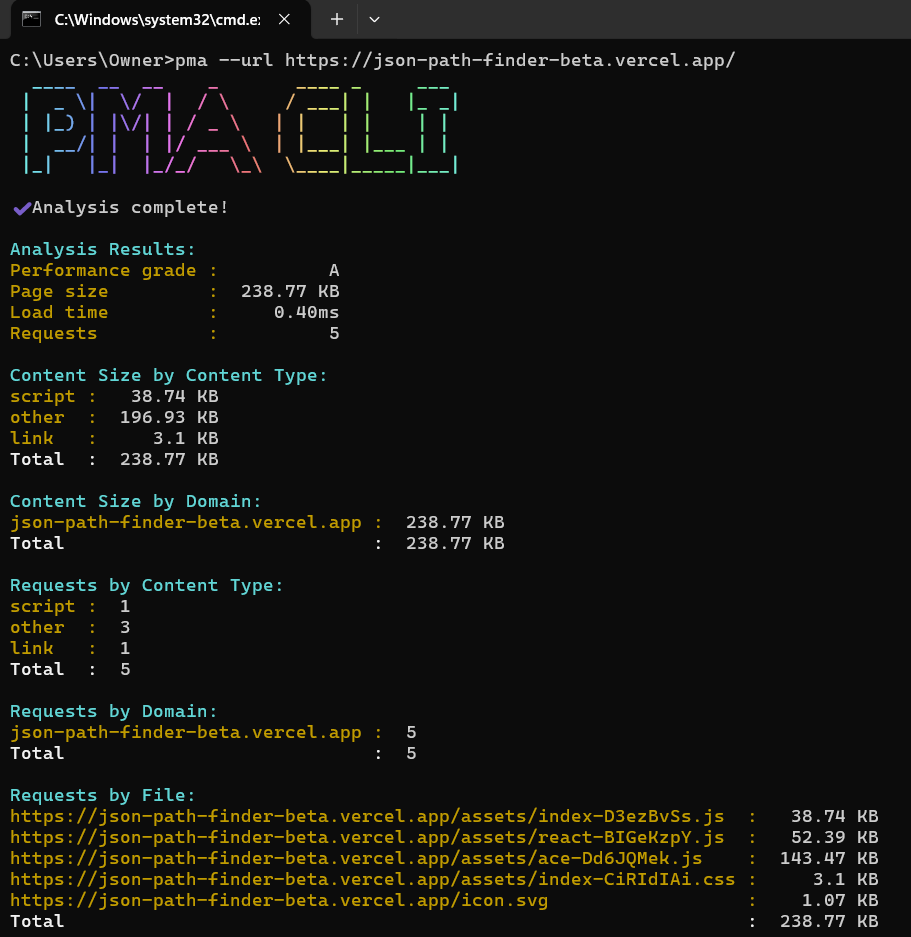 C:\Windows\system32\cmd.e
C:\Users\Owner>pma --url https://json-path-finder-beta.vercel.app/
PMA CLI
Analysis complete!
Analysis Results:
Performance grade : A
Page size : 238.77 KB
Load time : 0.40ms
Requests : 5
Content Size by Content Type:
script : 38.74 KB
other : 196.93 KB
link : 3.1 KB
Total : 238.77 KB
Content Size by Domain:
json-path-finder-beta.vercel.app : 238.77 KB
Total : 238.77 KB
Requests by Content Type:
script : 1
other : 3
link : 1
Total : 5
Requests by Domain:
json-path-finder-beta.vercel.app : 5
Total : 5
Requests by File:
https://json-path-finder-beta.vercel.app/assets/index-D3ezBvSs.js : 38.74 KB
https://json-path-finder-beta.vercel.app/assets/react-BIGeKzpY.js : 52.39 KB
https://json-path-finder-beta.vercel.app/assets/ace-Dd6JQMek.js : 143.47 KB
https://json-path-finder-beta.vercel.app/assets/index-CiRIdIAi.css : 3.1 KB
https://json-path-finder-beta.vercel.app/icon.svg : 1.07 KB
Total : 238.77 KB